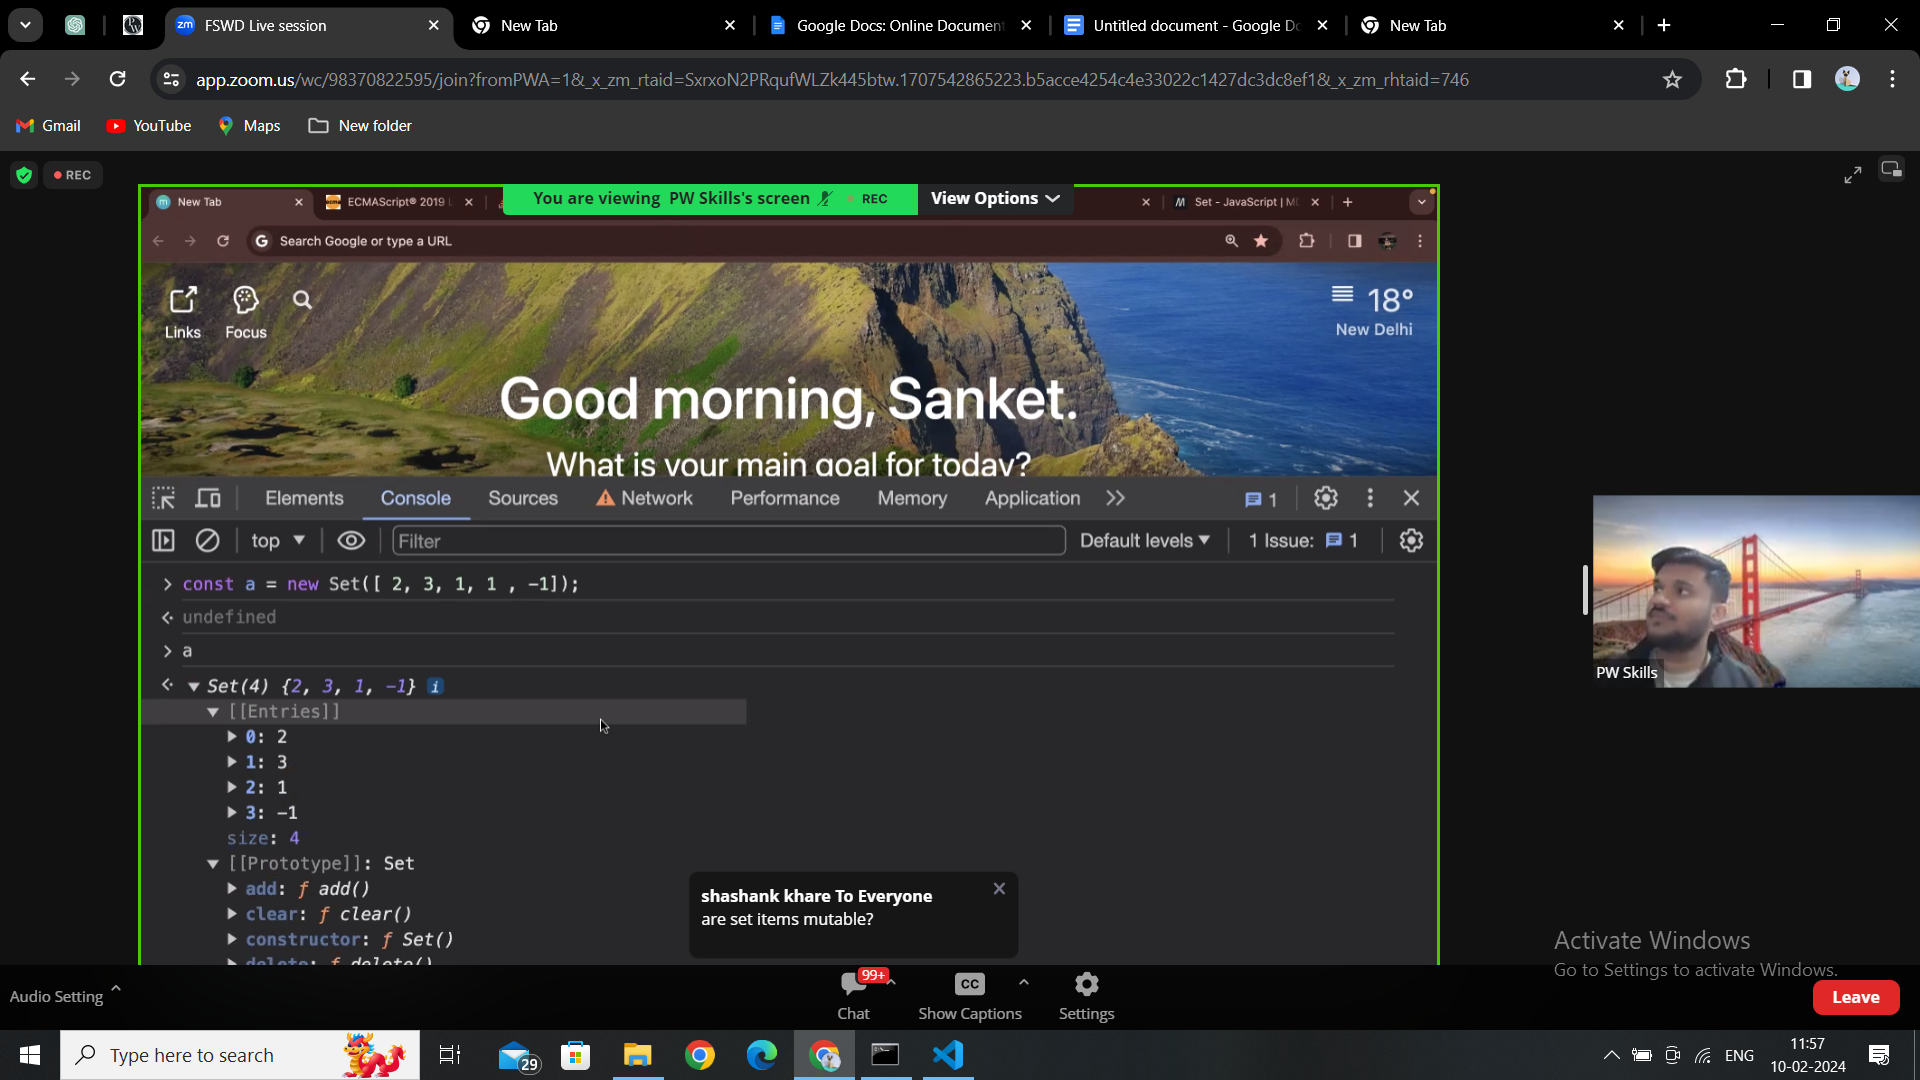 FSWD Live session
New Tab
Google Docs: Online Documen
Untitled document - Google Do
New Tab
app.zoom.us/wc/98370822595/join?fromPWA=1&_x_zm_rtaid=SxrxoN2PRqufWLZk445btw.1707542865223.b5acce4254c4e33022c1427dc3dc8ef1&_x_zm_rhtaid=746
Gmail
YouTube
Maps
New folder
REC
New Tab
ECMAScript® 2019 L
You are viewing PW Skills's screen
REC
View Options
Set - JavaScript | M
Search Google or type a URL
Links
Focus
18°
New Delhi
Good morning, Sanket.
What is your main goal for today?
Elements
Console
Sources
Network
Performance
Memory
Application
1
top
Filter
Default levels
1 Issue:
1
> const a = new Set([ 2, 3, 1, 1 , -1]);
undefined
> a
Set(4) {2, 3, 1, -1} i
[[Entries]]
0: 2
1: 3
2: 1
3: -1
size: 4
[[Prototype]]: Set
add: ƒ add()
clear: ƒ clear()
constructor: ƒ Set()
delete: ƒ delete()
shashank khare To Everyone
are set items mutable?
PW Skills
Activate Windows
Go to Settings to activate Windows.
Audio Setting
99+
Chat
CC
Show Captions
Settings
Leave
Type here to search
29
ENG
11:57
10-02-2024